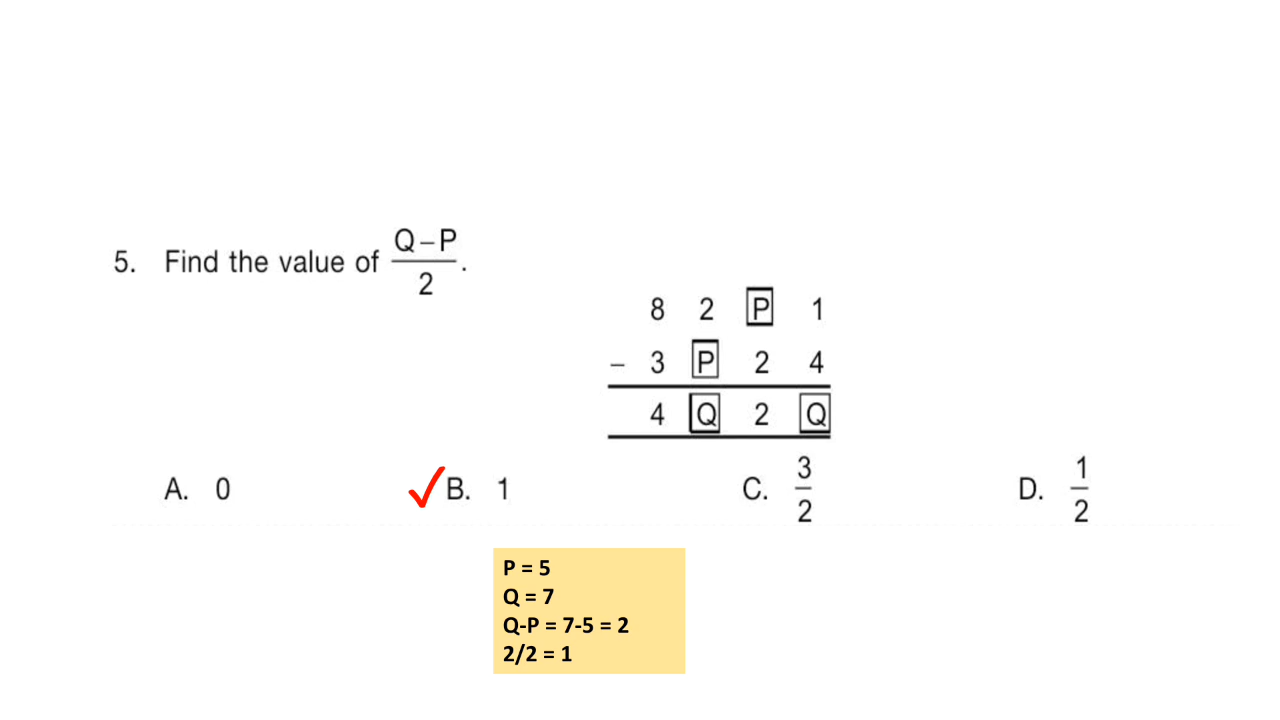 5. Find the value of (Q–P)/2.
8 2 P 1
– 3 P 2 4
4 Q 2 Q
A. 0 ✓B. 1 C. 3/2 D. 1/2
P = 5
Q = 7
Q-P = 7-5 = 2
2/2 = 1